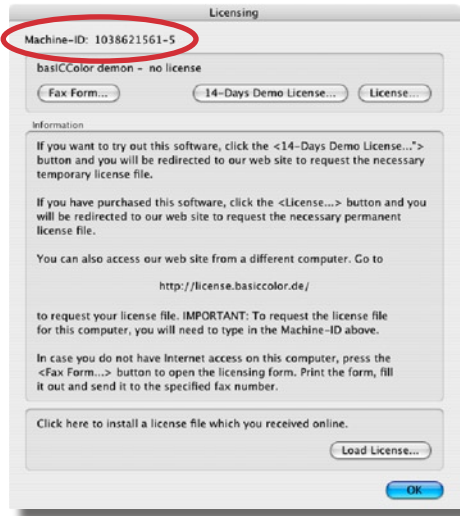 Licensing
Machine-ID: 1038621561-5
basICColor demon - no license
Fax Form...
14-Days Demo License...
License...
Information
If you want to try out this software, click the <14-Days Demo License...">
button and you will be redirected to our web site to request the necessary
temporary license file.
If you have purchased this software, click the <License...> button and you
will be redirected to our web site to request the necessary permanent
license file.
You can also access our web site from a different computer. Go to
http://license.basiccolor.de/
to request your license file. IMPORTANT: To request the license file
for this computer, you will need to type in the Machine-ID above.
In case you do not have Internet access on this computer, press the
<Fax Form...> button to open the licensing form. Print the form, fill
it out and send it to the specified fax number.
Click here to install a license file which you received online.
Load License...
OK